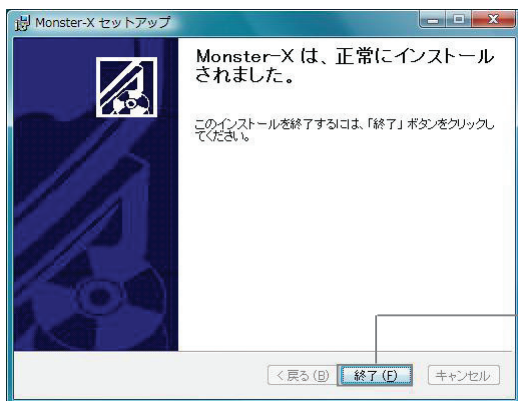 Monster-X セットアップ
Monster-X は、正常にインストール
されました。
このインストールを終了するには、「終了」ボタンをクリックし
てください。
< 戻る(B)
終了(F)
キャンセル